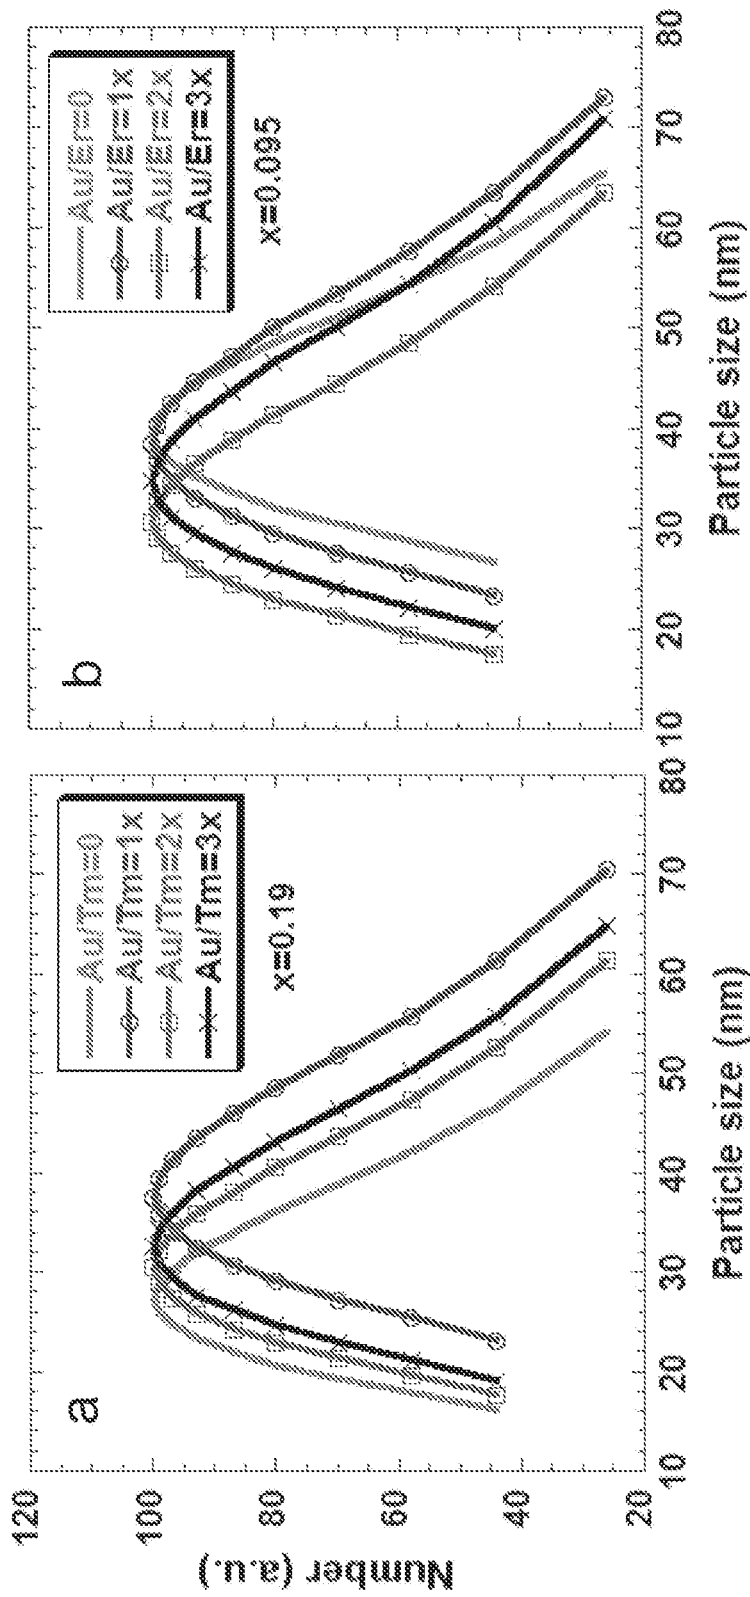 a
Au/Tm=0
Au/Tm=1x
Au/Tm=2x
Au/Tm=3x
x=0.19
Number (a.u.)
120
100
80
60
40
20
10 20 30 40 50 60 70 80
Particle size (nm)
b
Au/Er=0
Au/Er=1x
Au/Er=2x
Au/Er=3x
x=0.095
10 20 30 40 50 60 70 80
Particle size (nm)